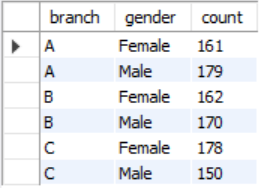 branch gender count
A Female 161
A Male 179
B Female 162
B Male 170
C Female 178
C Male 150